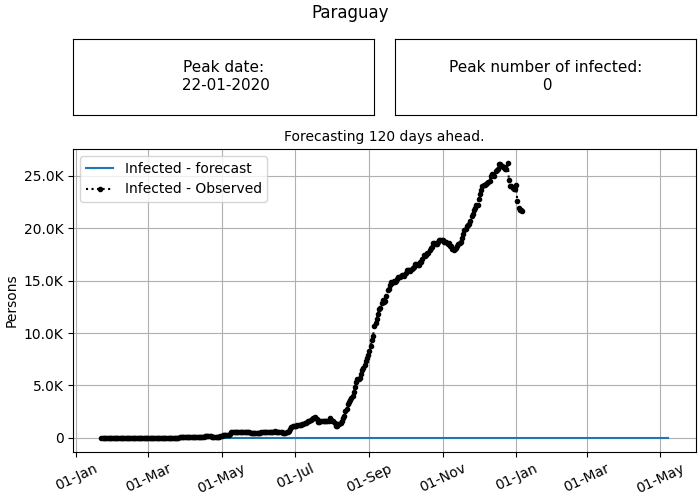 Paraguay
Peak date:
22-01-2020
Peak number of infected:
0
Forecasting 120 days ahead.
Infected - forecast
Infected - Observed
25.0K
20.0K
15.0K
10.0K
5.0K
0
Persons
01-Jan
01-Mar
01-May
01-Jul
01-Sep
01-Nov
01-Jan
01-Mar
01-May